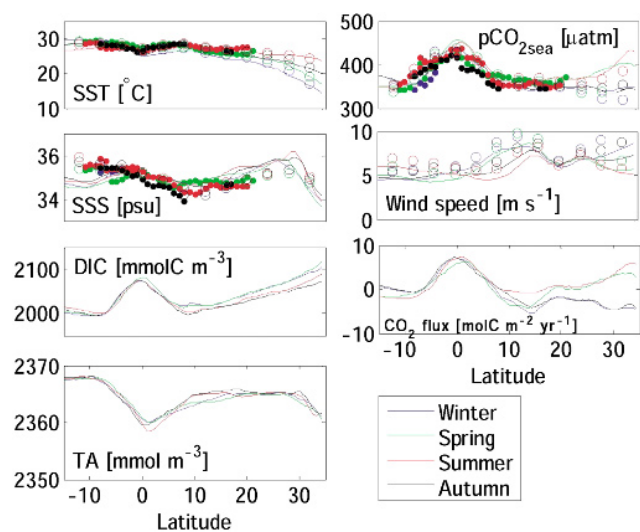 30
20
10
SST [°C]
500
400
300
pCO2sea [μatm]
36
34
SSS [psu]
10
5
0
Wind speed [m s⁻¹]
2100
2000
DIC [mmolC m⁻³]
10
0
-10
CO₂ flux [molC m⁻² yr⁻¹]
-10 0 10 20 30
Latitude
2370
2360
2350
TA [mmol m⁻³]
-10 0 10 20 30
Latitude
Winter
Spring
Summer
Autumn